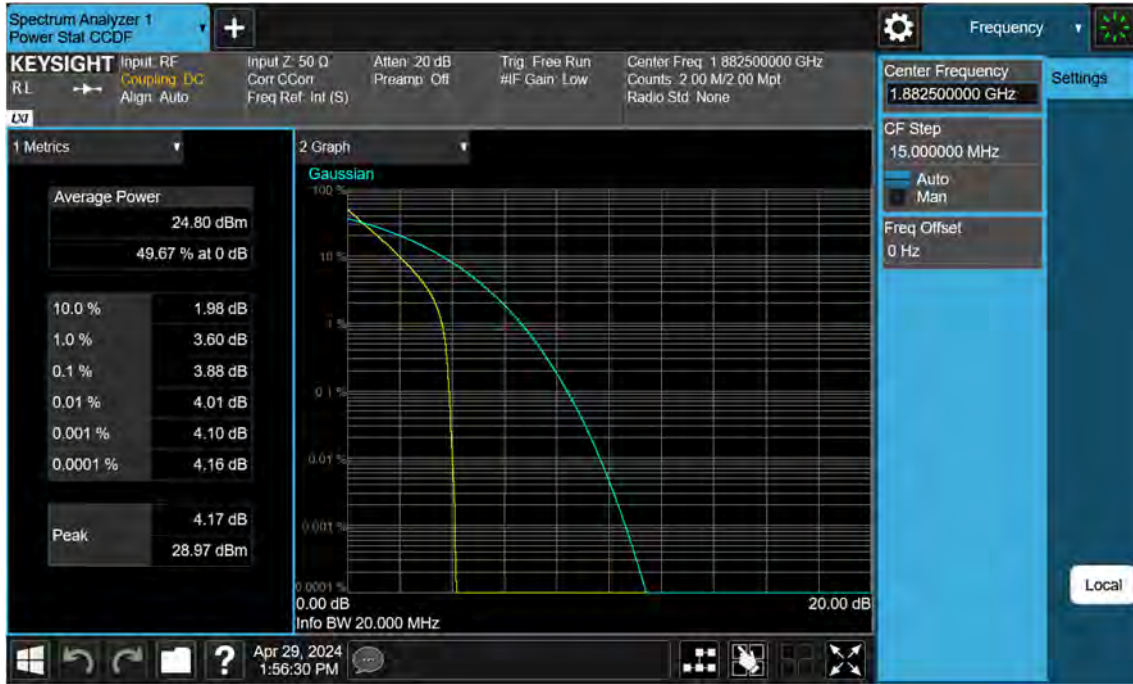 Spectrum Analyzer 1
Power Stat CCDF
+
Frequency
KEYSIGHT
RL
LXI
Input: RF
Coupling: DC
Align: Auto
Input Z: 50 Ω
Corr CCorr
Freq Ref: Int (S)
Atten: 20 dB
Preamp: Off
Trig: Free Run
#IF Gain: Low
Center Freq: 1.882500000 GHz
Counts: 2.00 M/2.00 Mpt
Radio Std: None
Center Frequency
1.882500000 GHz
Settings
CF Step
15.000000 MHz
Auto
Man
Freq Offset
0 Hz
1 Metrics
Average Power
24.80 dBm
49.67 % at 0 dB
10.0 % 1.98 dB
1.0 % 3.60 dB
0.1 % 3.88 dB
0.01 % 4.01 dB
0.001 % 4.10 dB
0.0001 % 4.16 dB
Peak
4.17 dB
28.97 dBm
2 Graph
Gaussian
100 %
10 %
1 %
0.1 %
0.01 %
0.001 %
0.0001 %
0.00 dB 20.00 dB
Info BW 20.000 MHz
Local
?
Apr 29, 2024
1:56:30 PM